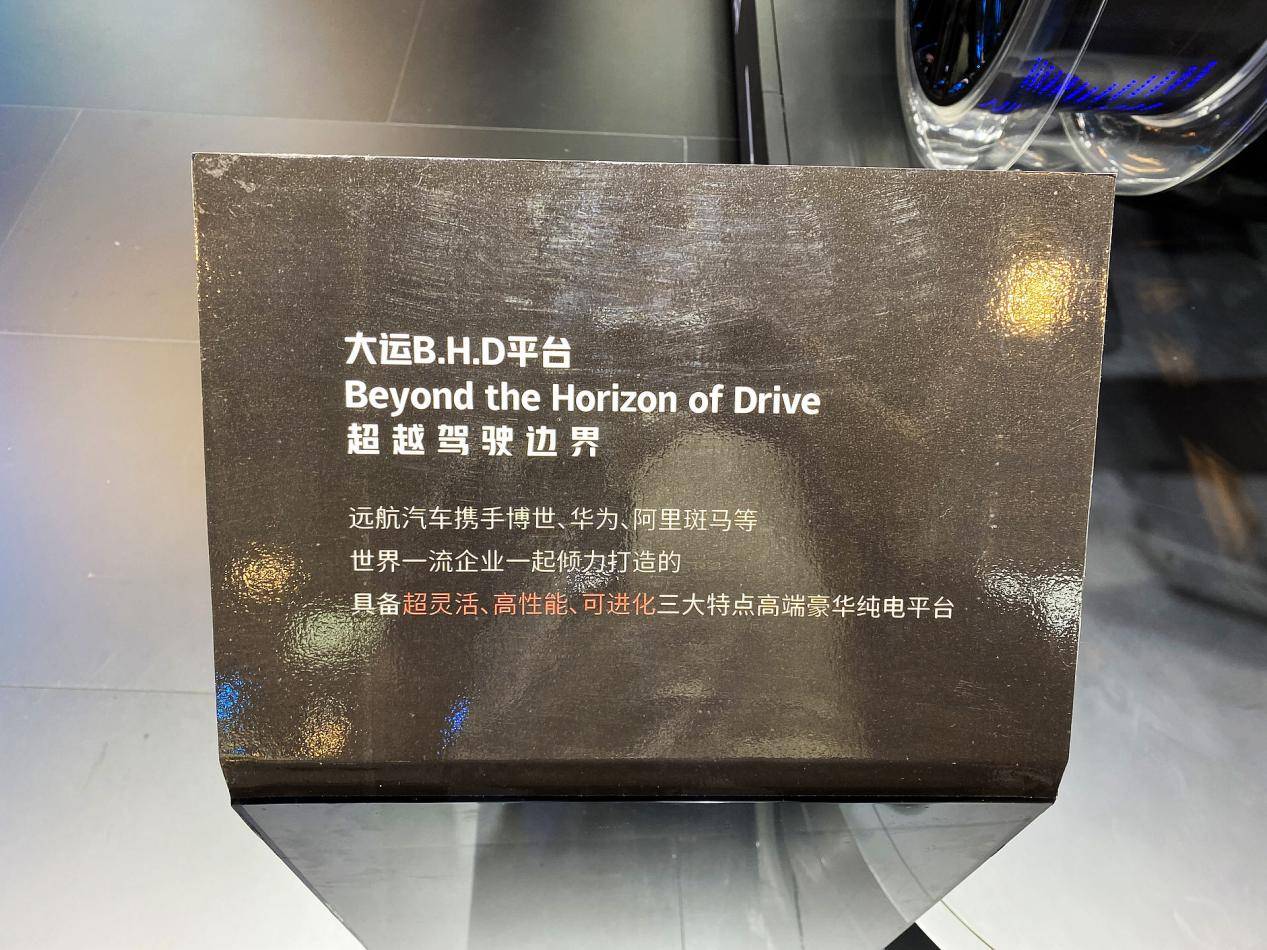 大运B.H.D平台
Beyond the Horizon of Drive
超越驾驶边界
远航汽车携手博世、华为、阿里斑马等
世界一流企业一起倾力打造的
具备超灵活、高性能、可进化三大特点高端豪华纯电平台